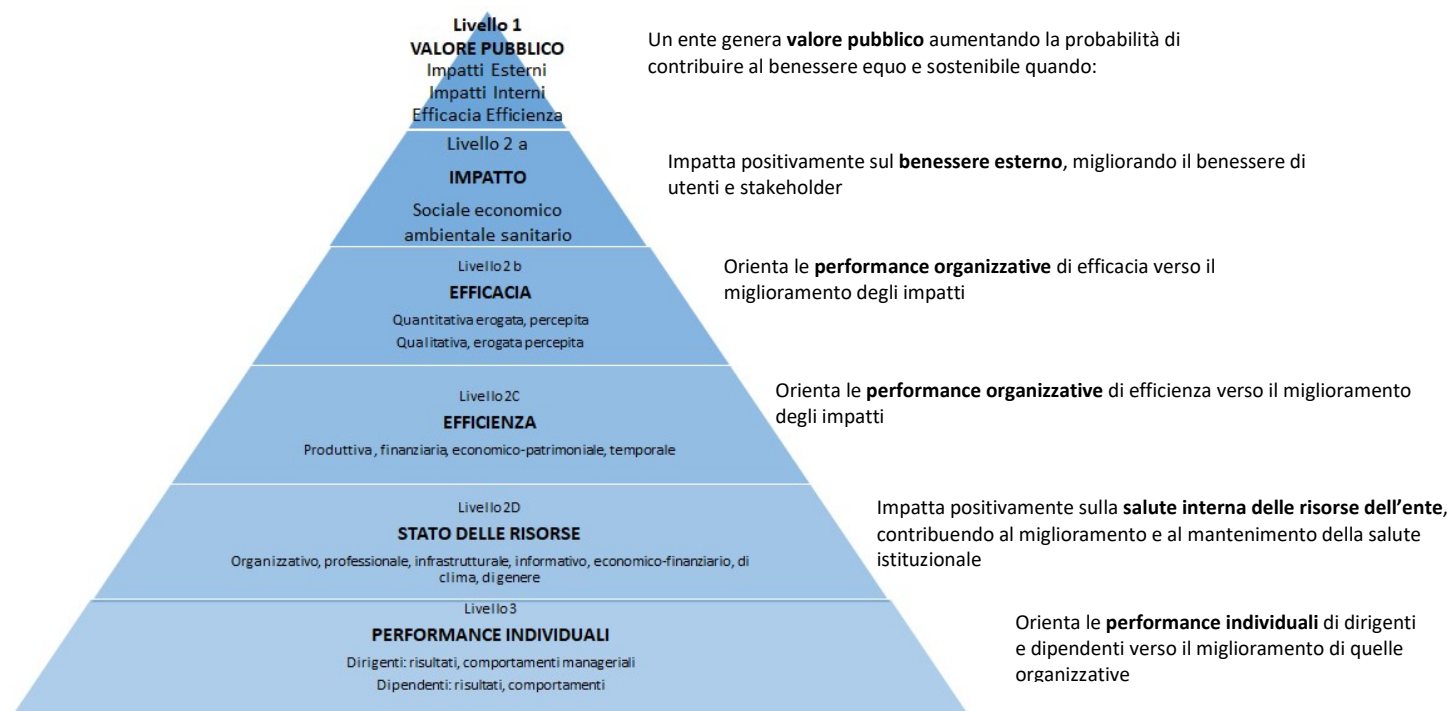 Livello 1
VALORE PUBBLICO
Impatti Esterni
Impatti Interni
Efficacia Efficienza
Un ente genera valore pubblico aumentando la probabilità di
contribuire al benessere equo e sostenibile quando:
Livello 2 a
IMPATTO
Sociale economico
ambientale sanitario
Impatta positivamente sul benessere esterno, migliorando il benessere di
utenti e stakeholder
Livello 2 b
EFFICACIA
Quantitativa erogata, percepita
Qualitativa, erogata percepita
Orienta le performance organizzative di efficacia verso il
miglioramento degli impatti
Livello 2C
EFFICIENZA
Produttiva, finanziaria, economico-patrimoniale, temporale
Orienta le performance organizzative di efficienza verso il miglioramento
degli impatti
Livello 2D
STATO DELLE RISORSE
Organizzativo, professionale, infrastrutturale, informativo, economico-finanziario, di
clima, di genere
Impatta positivamente sulla salute interna delle risorse dell’ente,
contribuendo al miglioramento e al mantenimento della salute
istituzionale
Livello 3
PERFORMANCE INDIVIDUALI
Dirigenti: risultati, comportamenti manageriali
Dipendenti: risultati, comportamenti
Orienta le performance individuali di dirigenti
e dipendenti verso il miglioramento di quelle
organizzative